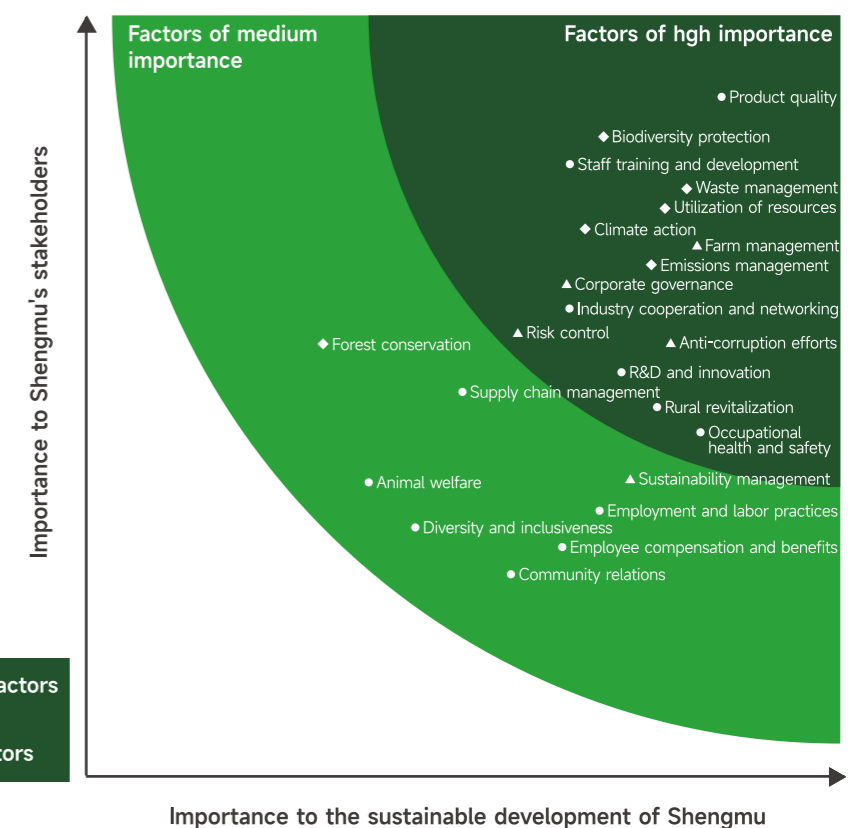 Factors of medium
importance
Factors of hgh importance
Product quality
Biodiversity protection
Staff training and development
Waste management
Utilization of resources
Climate action
Farm management
Emissions management
Corporate governance
Industry cooperation and networking
Risk control
Anti-corruption efforts
Forest conservation
R&D and innovation
Supply chain management
Rural revitalization
Occupational
health and safety
Sustainability management
Animal welfare
Employment and labor practices
Diversity and inclusiveness
Employee compensation and benefits
Community relations
Importance to Shengmu's stakeholders
actors
tors
Importance to the sustainable development of Shengmu